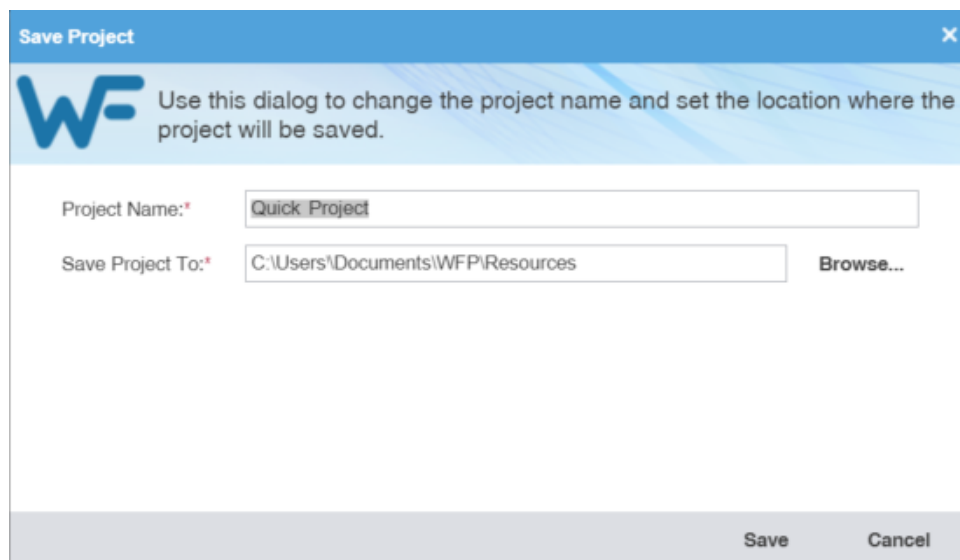 Save Project
WF
Use this dialog to change the project name and set the location where the
project will be saved.
Project Name:*
Quick Project
Save Project To:*
C:\Users'\Documents\WFP\Resources
Browse...
Save
Cancel